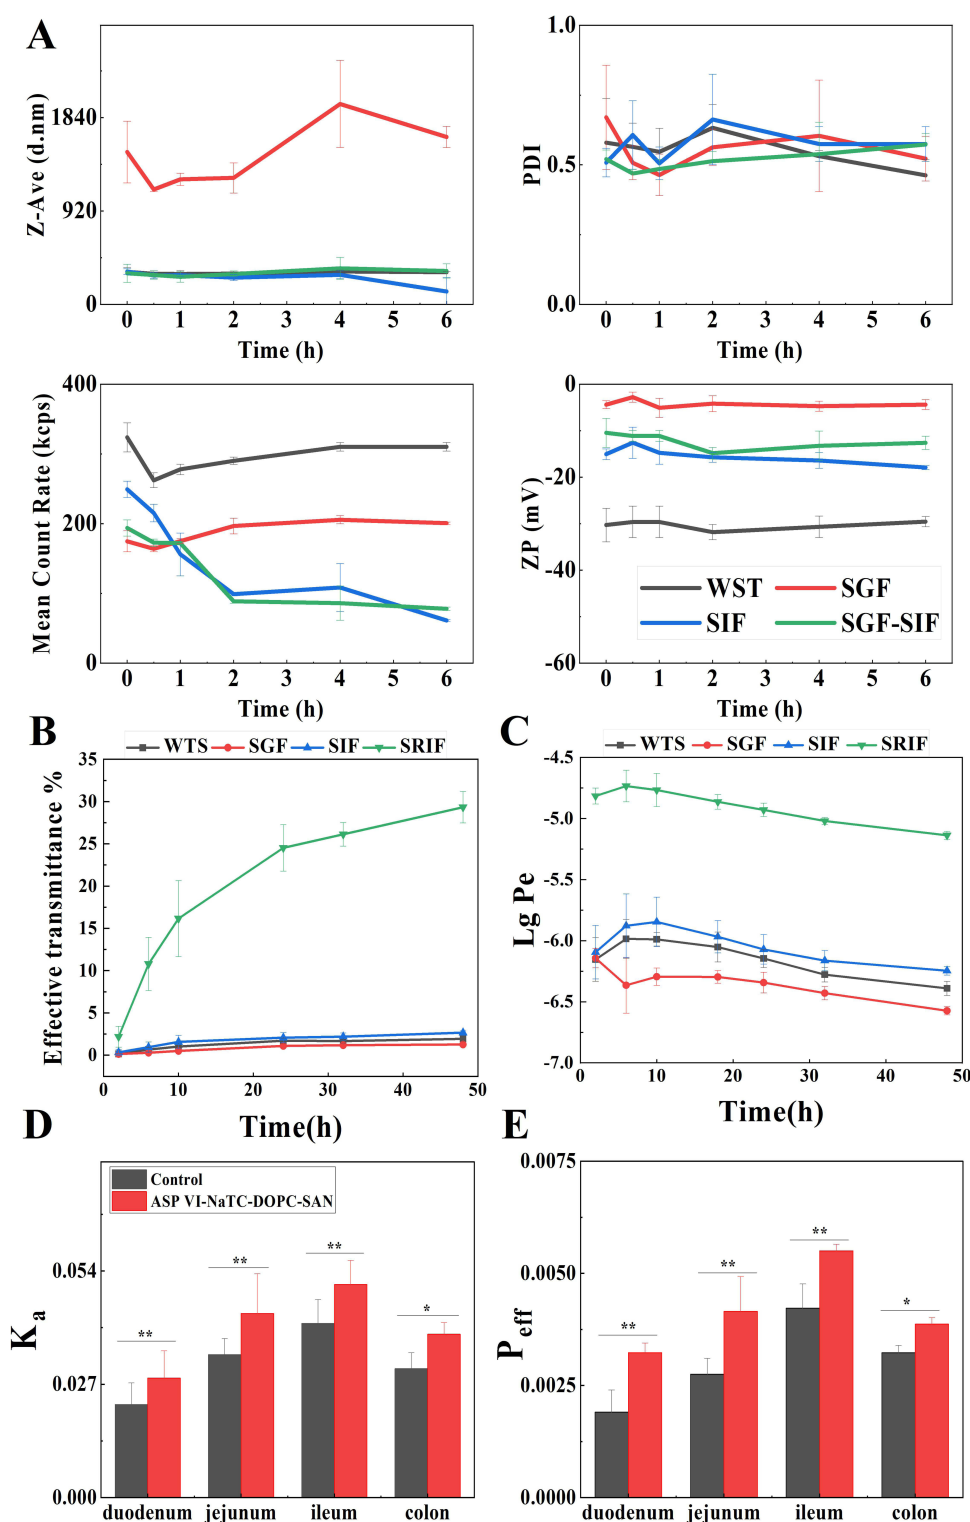 A
Z-Ave (d.nm)
1840
920
0
0 1 2 3 4 5 6
Time (h)
PDI
1.0
0.5
0.0
0 1 2 3 4 5 6
Time (h)
Mean Count Rate (kcps)
400
200
0
0 1 2 3 4 5 6
Time (h)
ZP (mV)
0
-20
-40
-60
WST SGF
SIF SGF-SIF
0 1 2 3 4 5 6
Time (h)
B
WTS SGF SIF SRIF
Effective transmittance %
35
30
25
20
15
10
5
0
0 10 20 30 40 50
Time(h)
C
WTS SGF SIF SRIF
Lg Pe
-4.5
-5.0
-5.5
-6.0
-6.5
-7.0
0 10 20 30 40 50
Time(h)
D
Control
ASP VI-NaTC-DOPC-SAN
Ka
0.054
0.027
0.000
** ** ** *
duodenum jejunum ileum colon
E
Peff
0.0075
0.0050
0.0025
0.0000
** ** ** *
duodenum jejunum ileum colon